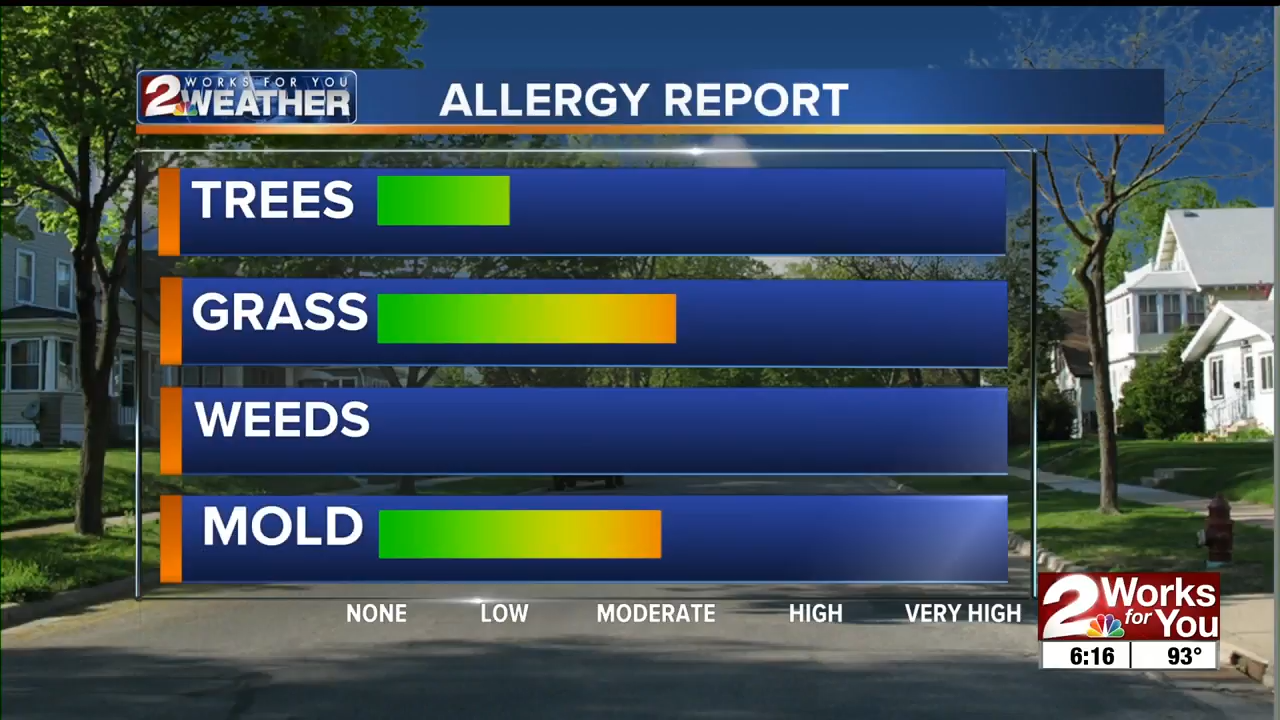 2 WORKS FOR YOU
WEATHER
ALLERGY REPORT
TREES
GRASS
WEEDS
MOLD
NONE LOW MODERATE HIGH VERY HIGH
2 Works
for You
6:16 93°